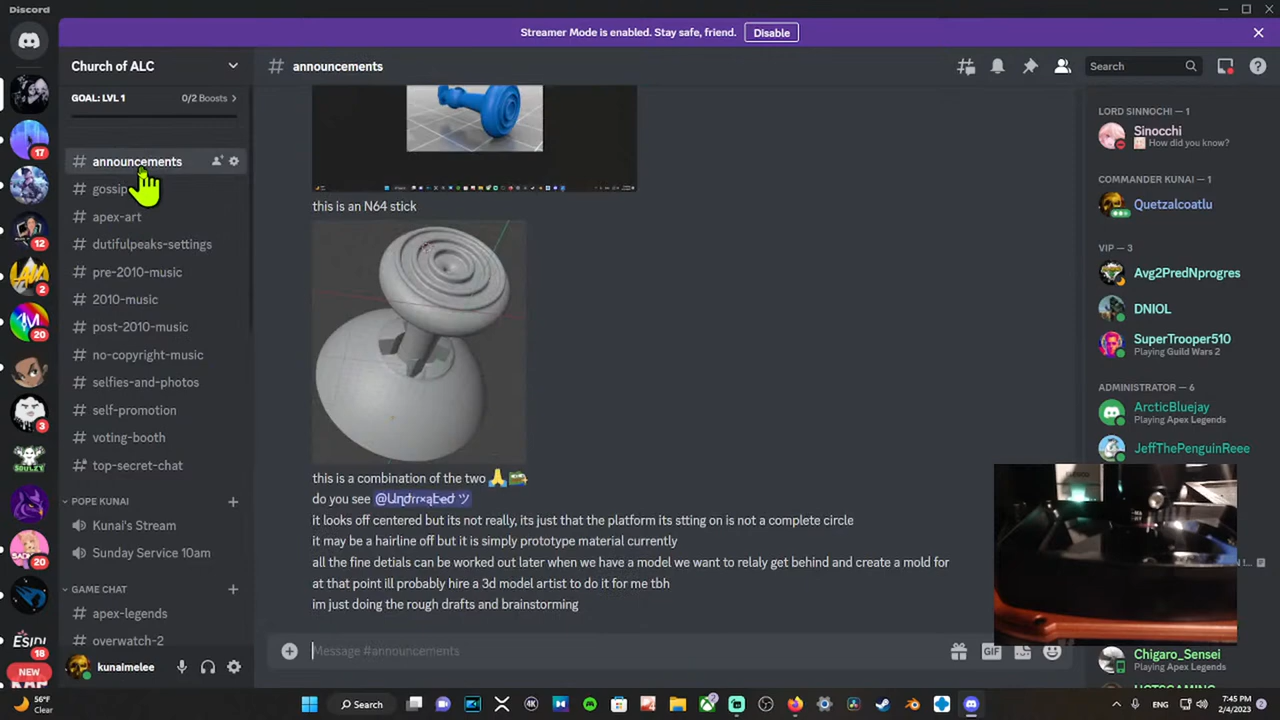 Discord
Streamer Mode is enabled. Stay safe, friend.
Disable
Church of ALC
announcements
Search
GOAL: LVL 1
0/2 Boosts
announcements
gossip
apex-art
dutifulpeaks-settings
pre-2010-music
2010-music
post-2010-music
no-copyright-music
selfies-and-photos
self-promotion
voting-booth
top-secret-chat
POPE KUNAI
Kunai's Stream
Sunday Service 10am
GAME CHAT
apex-legends
overwatch-2
kunaimelee
17
12
2
20
3
20
ESIDI
18
NEW
this is an N64 stick
this is a combination of the two 🙏
do you see
it looks off centered but its not really, its just that the platform its stting on is not a complete circle
it may be a hairline off but it is simply prototype material currently
all the fine detials can be worked out later when we have a model we want to relaly get behind and create a mold for
at that point ill probably hire a 3d model artist to do it for me tbh
im just doing the rough drafts and brainstorming
Message #announcements
GIF
LORD SINNOCHI — 1
Sinocchi
How did you know?
COMMANDER KUNAI — 1
Quetzalcoatlu
VIP — 3
Avg2PredNprogres
DNIOL
SuperTrooper510
Playing Guild Wars 2
ADMINISTRATOR — 6
ArcticBluejay
Playing Apex Legends
JeffThePenguinReee
Chigaro_Sensei
Playing Apex Legends
56°F
Clear
Search
ENG
7:45 PM
2/4/2023